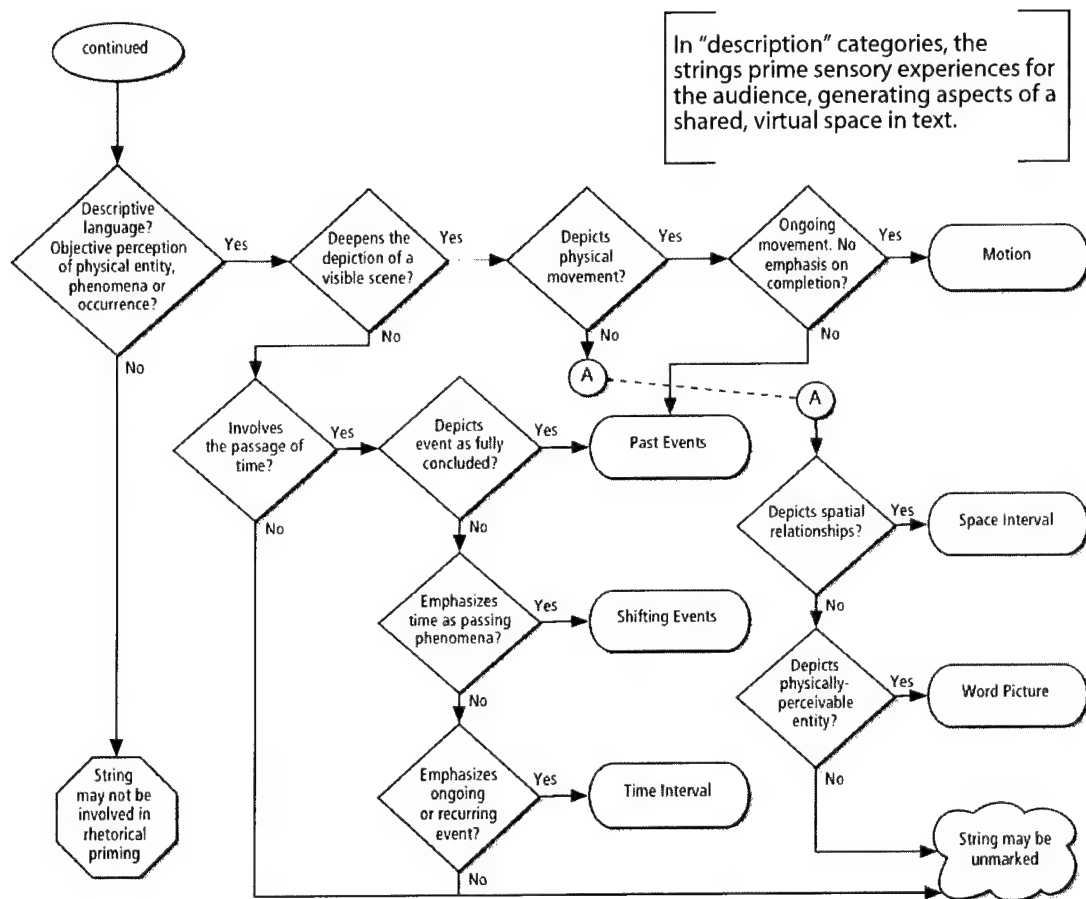 continued
In "description" categories, the
strings prime sensory experiences for
the audience, generating aspects of a
shared, virtual space in text.
Descriptive
language?
Objective perception
of physical entity,
phenomena or
occurrence?
Yes
No
Deepens the
depiction of a
visible scene?
Yes
No
Depicts
physical
movement?
Yes
No
Ongoing
movement. No
emphasis on
completion?
Yes
No
Motion
A
A
Involves
the passage of
time?
Yes
No
Depicts
event as fully
concluded?
Yes
No
Past Events
Depicts spatial
relationships?
Yes
No
Space Interval
Emphasizes
time as passing
phenomena?
Yes
No
Shifting Events
Depicts
physically-
perceivable
entity?
Yes
No
Word Picture
String
may not be
involved in
rhetorical
priming
Emphasizes
ongoing
or recurring
event?
Yes
No
Time Interval
String may be
unmarked